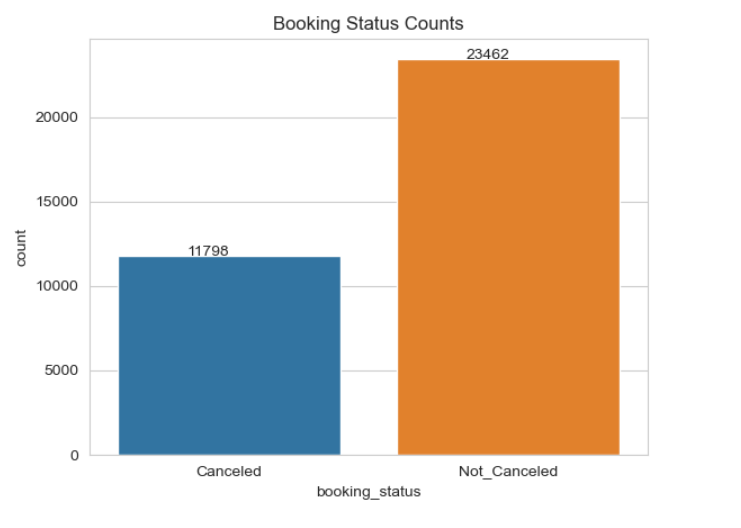 Booking Status Counts
23462
20000
15000
11798
10000
5000
0
count
Canceled
Not_Canceled
booking_status